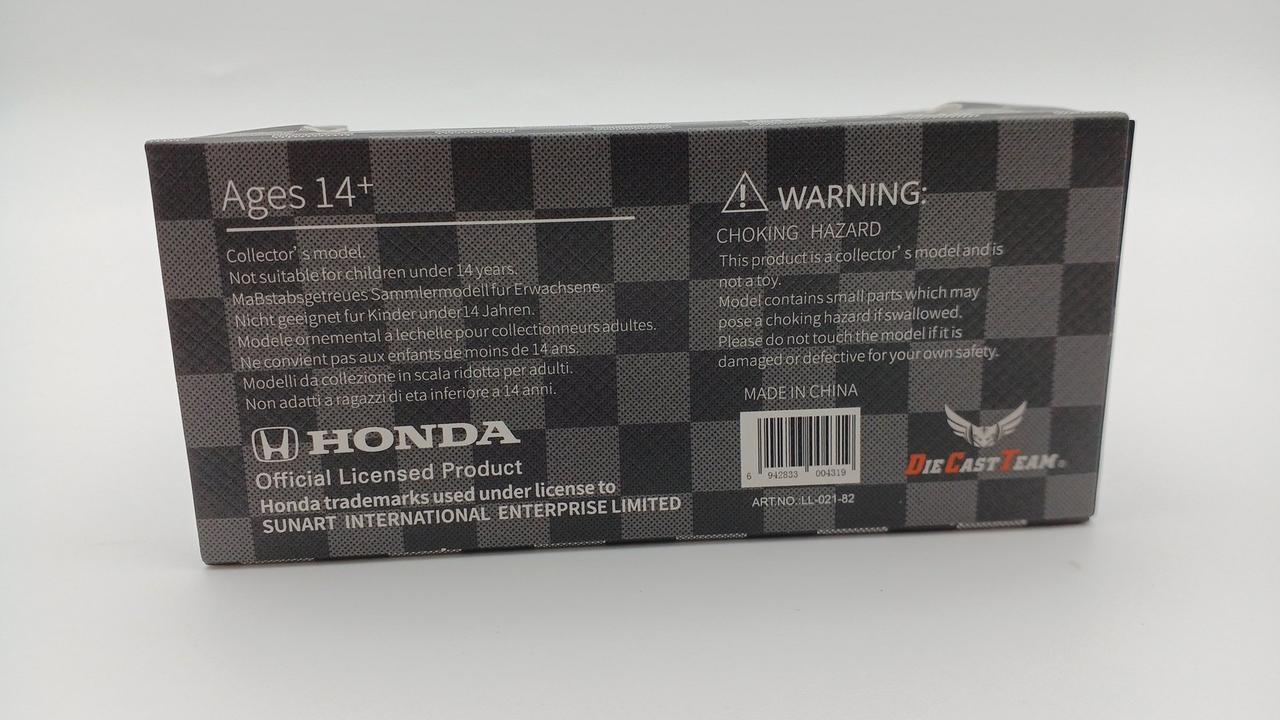 Ages 14+
Collector's model.
Not suitable for children under 14 years.
MaBstabsgetreues Sammlermodell fur Erwachsene.
Nicht geeignet fur Kinder under14 Jahren.
Modele ornemental a lechelle pour collectionneurs adultes.
Ne convient pas aux enfants de moins de 14 ans.
Modelli da collezione in scala ridotta per adulti.
Non adatti a ragazzi di eta inferiore a 14 anni.
HONDA
Official Licensed Product
Honda trademarks used under license to
SUNART INTERNATIONAL ENTERPRISE LIMITED
WARNING:
CHOKING HAZARD
This product is a collector's model and is
not a toy.
Model contains small parts which may
pose a choking hazard if swallowed.
Please do not touch the model if it is
damaged or defective for your own safety.
MADE IN CHINA
6 942833 004319
ART.NO.:LL-021-82
DIE CAST TEAM®